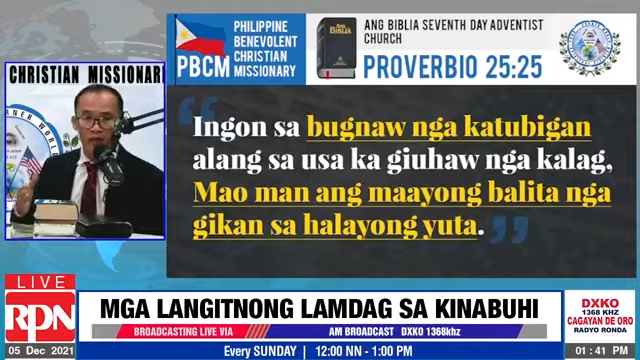 PHILIPPINE
BENEVOLENT
CHRISTIAN
MISSIONARY
PBCM
ANG BIBLIA
ANG BIBLIA SEVENTH DAY ADVENTIST
CHURCH
PROVERBIO 25:25
CHRISTIAN MISSIONARI
Ingon sa bugnaw nga katubigan
alang sa usa ka giuhaw nga kalag,
Mao man ang maayong balita nga
gikan sa halayong yuta.
LIVE
RPN
05 Dec 2021
MGA LANGITNONG LAMDAG SA KINABUHI
BROADCASTING LIVE VIA
AM BROADCAST DXKO 1368khz
Every SUNDAY | 12:00 NN - 1:00 PM
DXKO
1368 KHZ
CAGAYAN DE ORO
RADYO RONDA
01:41 PM